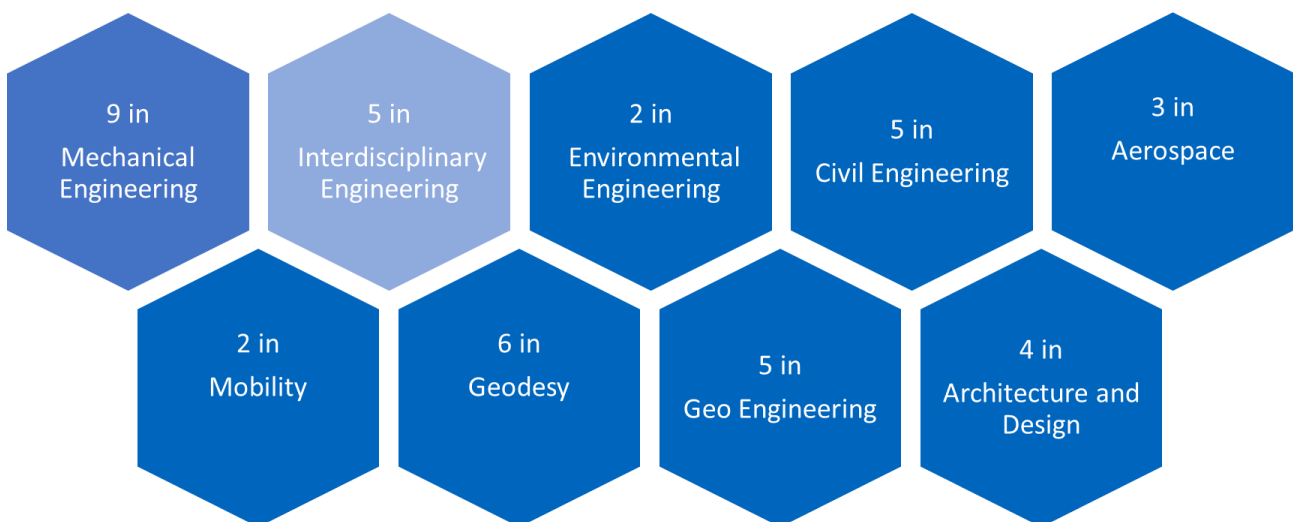 9 in
Mechanical
Engineering
5 in
Interdisciplinary
Engineering
2 in
Environmental
Engineering
5 in
Civil Engineering
3 in
Aerospace
2 in
Mobility
6 in
Geodesy
5 in
Geo Engineering
4 in
Architecture and
Design